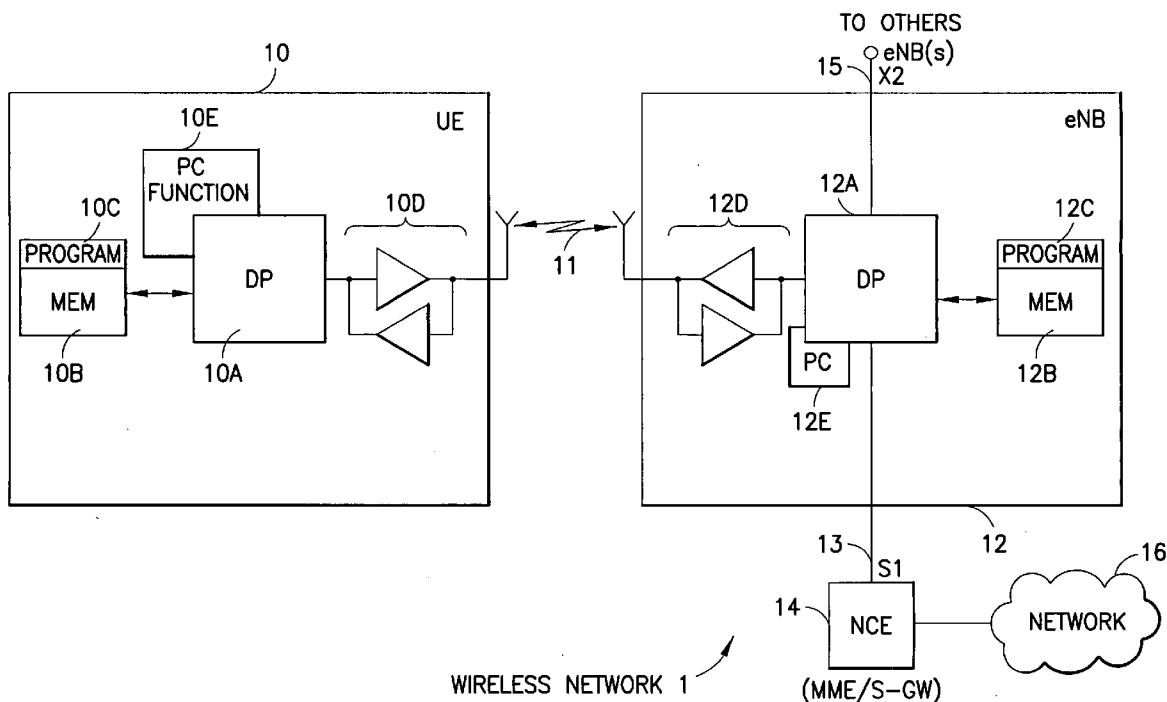 TO OTHERS
eNB(s)
X2
15
10
UE
10E
PC
FUNCTION
10C
PROGRAM
MEM
10B
DP
10A
10D
11
eNB
12A
12D
DP
12C
PROGRAM
MEM
12B
PC
12E
12
13
S1
14
NCE
(MME/S-GW)
16
NETWORK
WIRELESS NETWORK 1